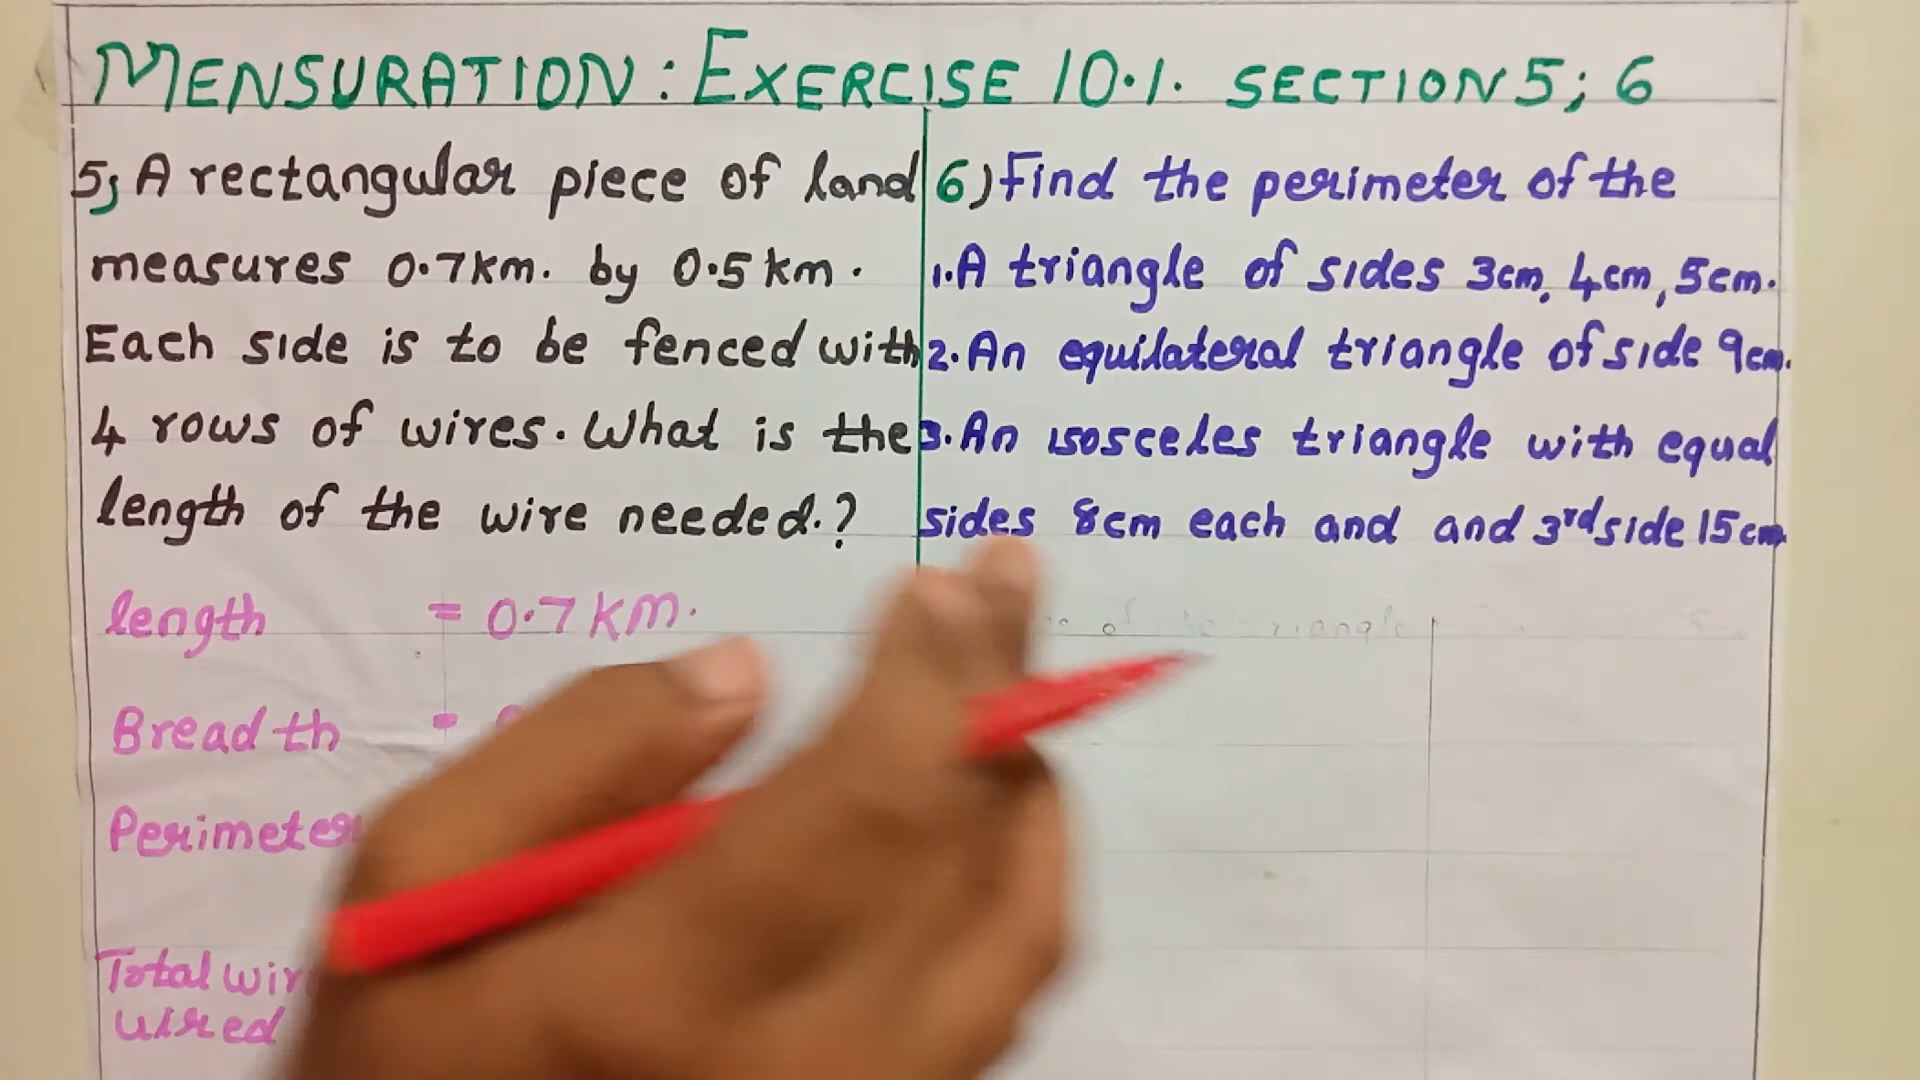 MENSURATION: EXERCISE 10.1. SECTION 5; 6
5; A rectangular piece of land
measures 0.7km. by 0.5km.
Each side is to be fenced with
4 rows of wires. What is the
length of the wire needed.?
length = 0.7 KM.
Breadth =
Perimeter
Total
wired
6) Find the perimeter of the
1. A triangle of sides 3cm, 4cm, 5cm.
2. An equilateral triangle of side 9cm.
3. An isosceles triangle with equal
sides 8cm each and and 3rd side 15cm.
triangle